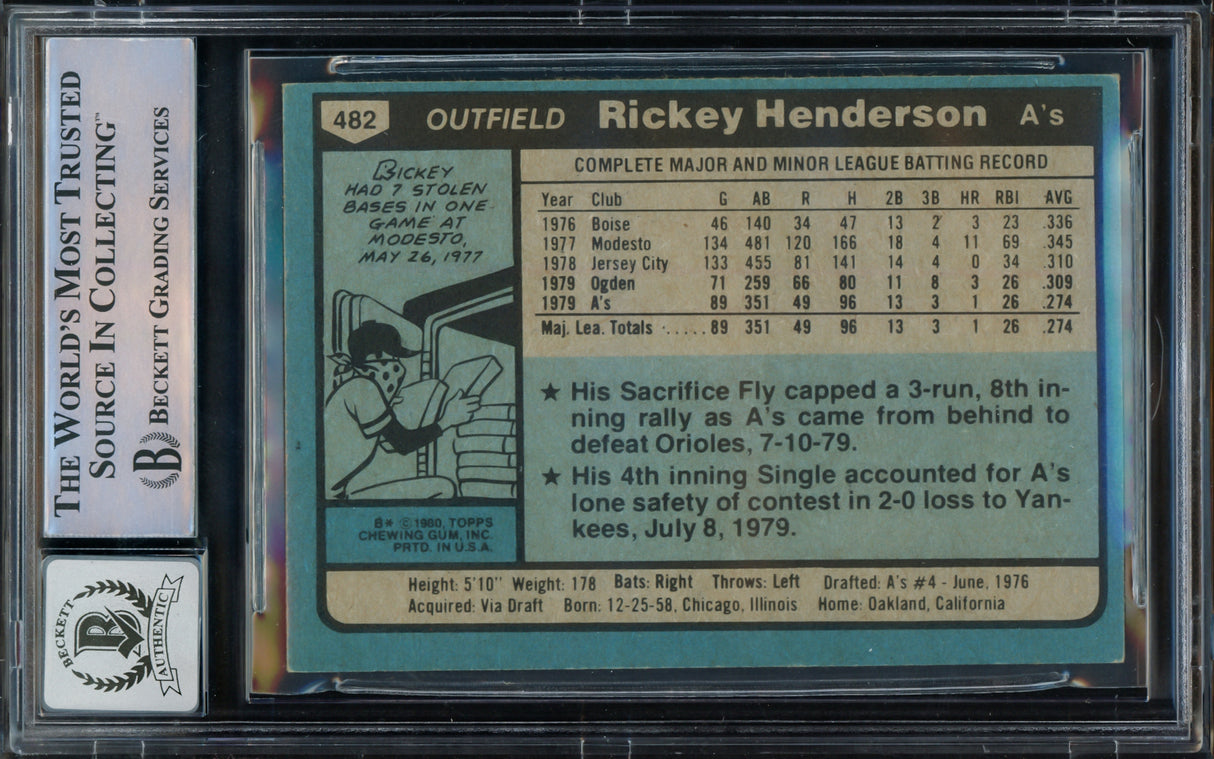 THE WORLD'S MOST TRUSTED
SOURCE IN COLLECTING™
B BECKETT GRADING SERVICES
BECKETT
B
AUTHENTIC
482 OUTFIELD Rickey Henderson A's
RICKEY
HAD 7 STOLEN
BASES IN ONE
GAME AT
MODESTO,
MAY 26, 1977
B* © 1980, TOPPS
CHEWING GUM, INC.
PRTD. IN U.S.A.
COMPLETE MAJOR AND MINOR LEAGUE BATTING RECORD
Year Club G AB R H 2B 3B HR RBI AVG
1976 Boise 46 140 34 47 13 2 3 23 .336
1977 Modesto 134 481 120 166 18 4 11 69 .345
1978 Jersey City 133 455 81 141 14 4 0 34 .310
1979 Ogden 71 259 66 80 11 8 3 26 .309
1979 A's 89 351 49 96 13 3 1 26 .274
Maj. Lea. Totals ..... 89 351 49 96 13 3 1 26 .274
★ His Sacrifice Fly capped a 3-run, 8th in-
ning rally as A's came from behind to
defeat Orioles, 7-10-79.
★ His 4th inning Single accounted for A's
lone safety of contest in 2-0 loss to Yan-
kees, July 8, 1979.
Height: 5'10" Weight: 178 Bats: Right Throws: Left Drafted: A's #4 - June, 1976
Acquired: Via Draft Born: 12-25-58, Chicago, Illinois Home: Oakland, California